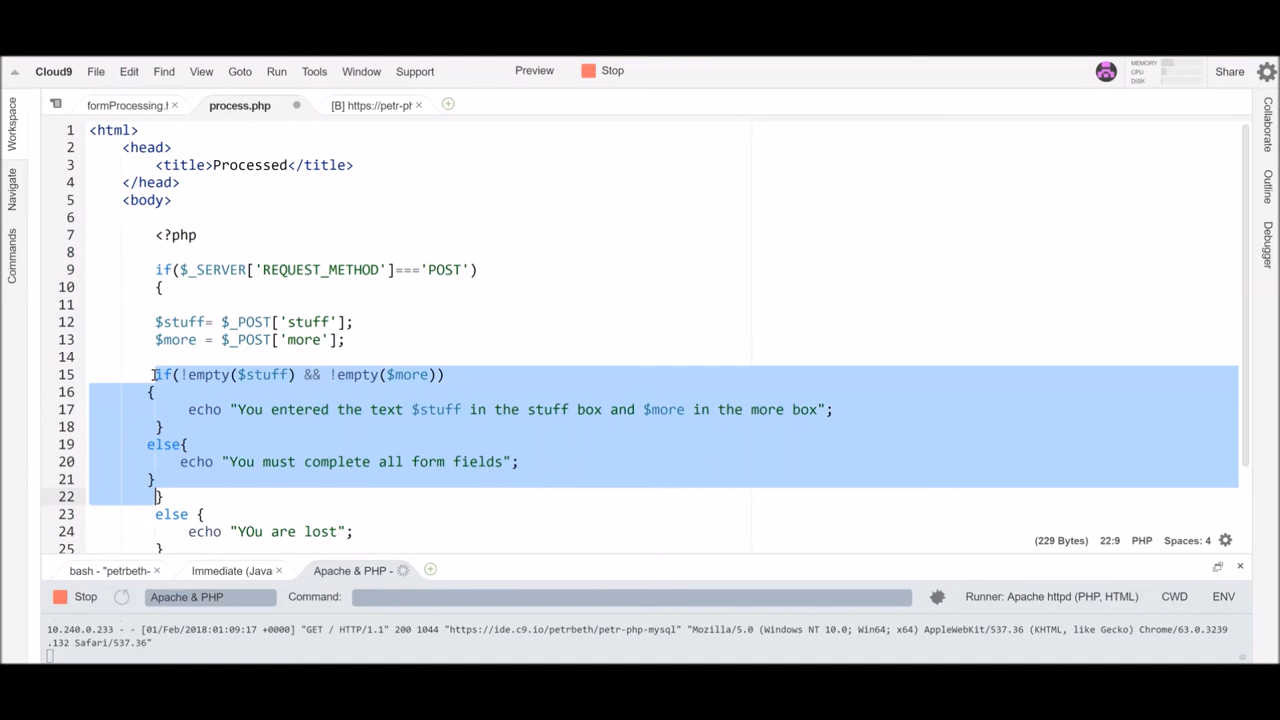 Cloud9 File Edit Find View Goto Run Tools Window Support Preview Stop MEMORY CPU DISK Share
Workspace
Navigate
Commands
Collaborate
Outline
Debugger
formProcessing.h process.php [B] https://petr-ph
1 <html>
2 <head>
3 <title>Processed</title>
4 </head>
5 <body>
6
7 <?php
8
9 if($_SERVER['REQUEST_METHOD']==='POST')
10 {
11
12 $stuff= $_POST['stuff'];
13 $more = $_POST['more'];
14
15 if(!empty($stuff) && !empty($more))
16 {
17 echo "You entered the text $stuff in the stuff box and $more in the more box";
18 }
19 else{
20 echo "You must complete all form fields";
21 }
22 }
23 else {
24 echo "YOu are lost";
25 }
(229 Bytes) 22:9 PHP Spaces: 4
bash - "petrbeth- Immediate (Java Apache & PHP -
Stop Apache & PHP Command: Runner: Apache httpd (PHP, HTML) CWD ENV
10.240.0.233 - - [01/Feb/2018:01:09:17 +0000] "GET / HTTP/1.1" 200 1044 "https://ide.c9.io/petrbeth/petr-php-mysql" "Mozilla/5.0 (Windows NT 10.0; Win64; x64) AppleWebKit/537.36 (KHTML, like Gecko) Chrome/63.0.3239
.132 Safari/537.36"